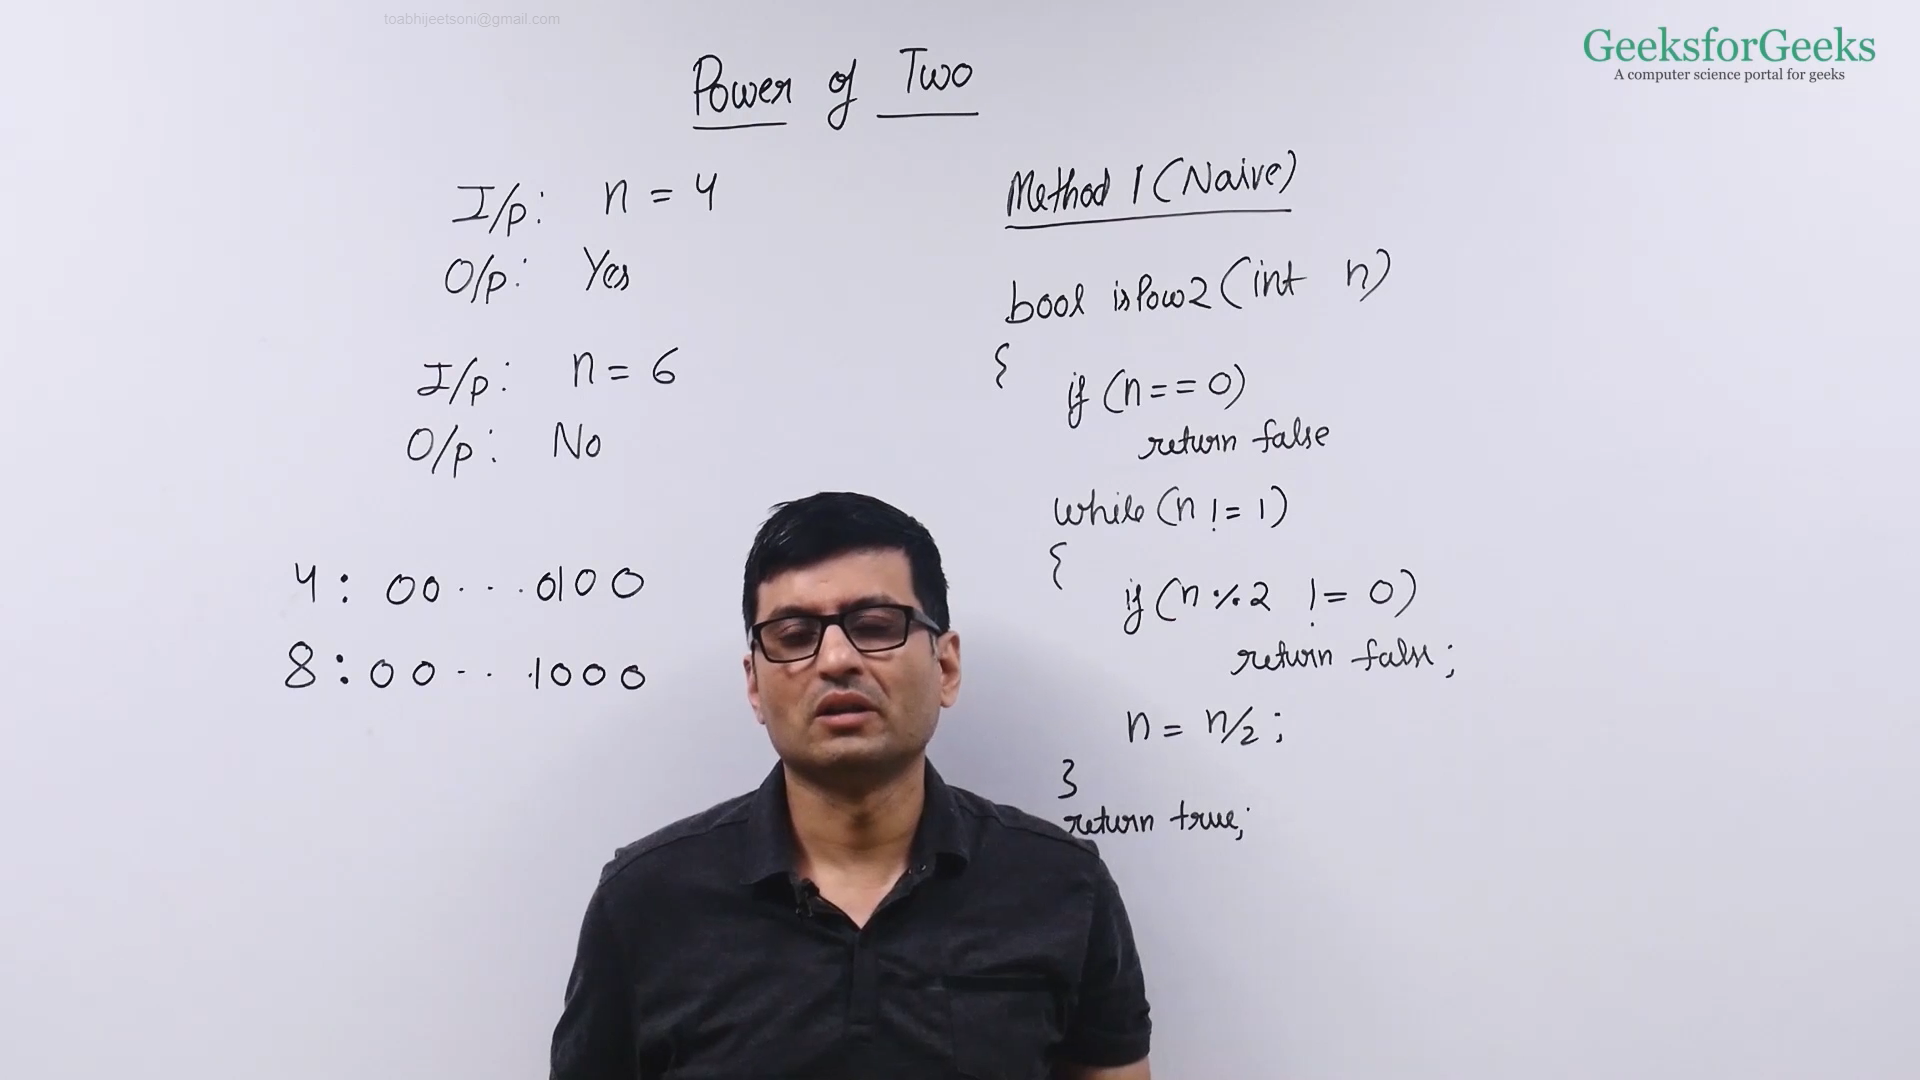 toabhijeetsoni@gmail.com
GeeksforGeeks
A computer science portal for geeks
Power of Two
I/p: n = 4
O/p: Yes
I/p: n = 6
O/p: No
4: 00 . . . 0100
8: 00 - . . 1000
Method 1 (Naive)
bool isPow2 (int n)
{
if (n == 0)
return false
while (n != 1)
{
if (n % 2 != 0)
return false;
n = n/2;
}
return true;